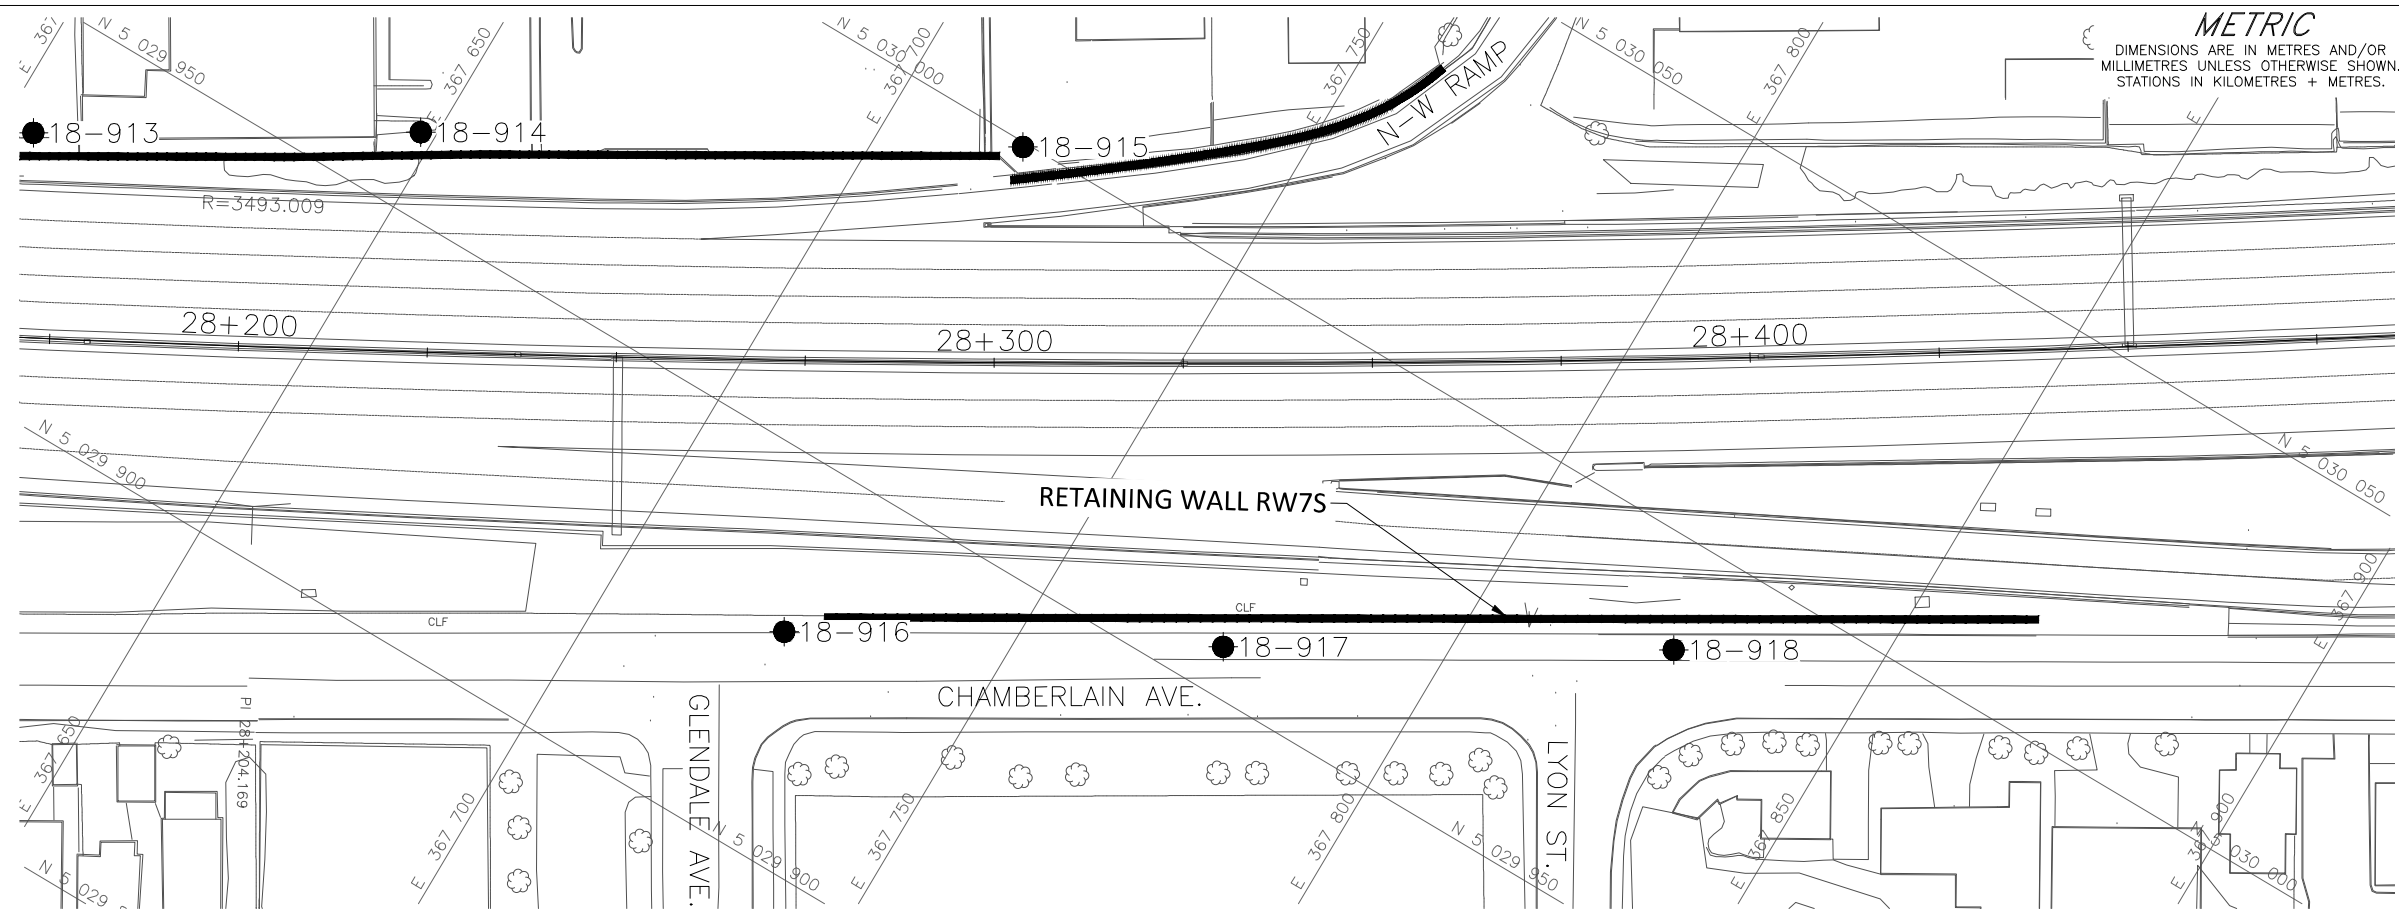 METRIC
DIMENSIONS ARE IN METRES AND/OR
MILLIMETRES UNLESS OTHERWISE SHOWN.
STATIONS IN KILOMETRES + METRES.
E 367
N 5 029 950
E 367 650
N 5 030 000
E 367 700
E 367 750
N-W RAMP
N 5 030 050
E 367 800
E
18-913
18-914
18-915
R=3493.009
28+200
28+300
28+400
N 5 029 900
N 5 030 050
RETAINING WALL RW7S
E 367 900
CLF
CLF
18-916
18-917
18-918
CHAMBERLAIN AVE.
GLENDALE AVE.
LYON ST.
PI 28+204.169
E 367 650
E 367 700
E 367 750
E 367 800
E 367 850
E 900
N 5 029
N 5 029 900
N 5 029 950
N 5 030 000